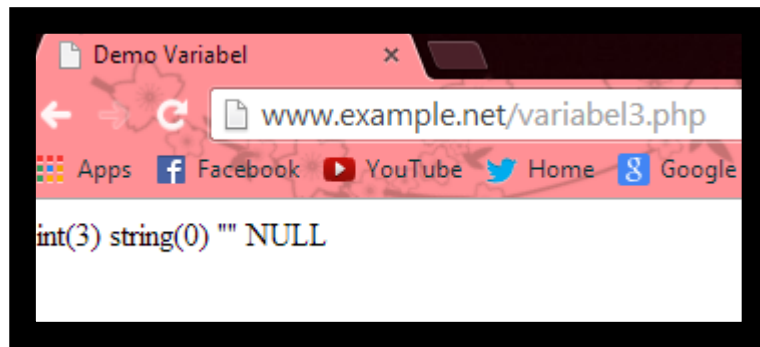 Demo Variabel
www.example.net/variabel3.php
Apps Facebook YouTube Home Google
int(3) string(0) "" NULL